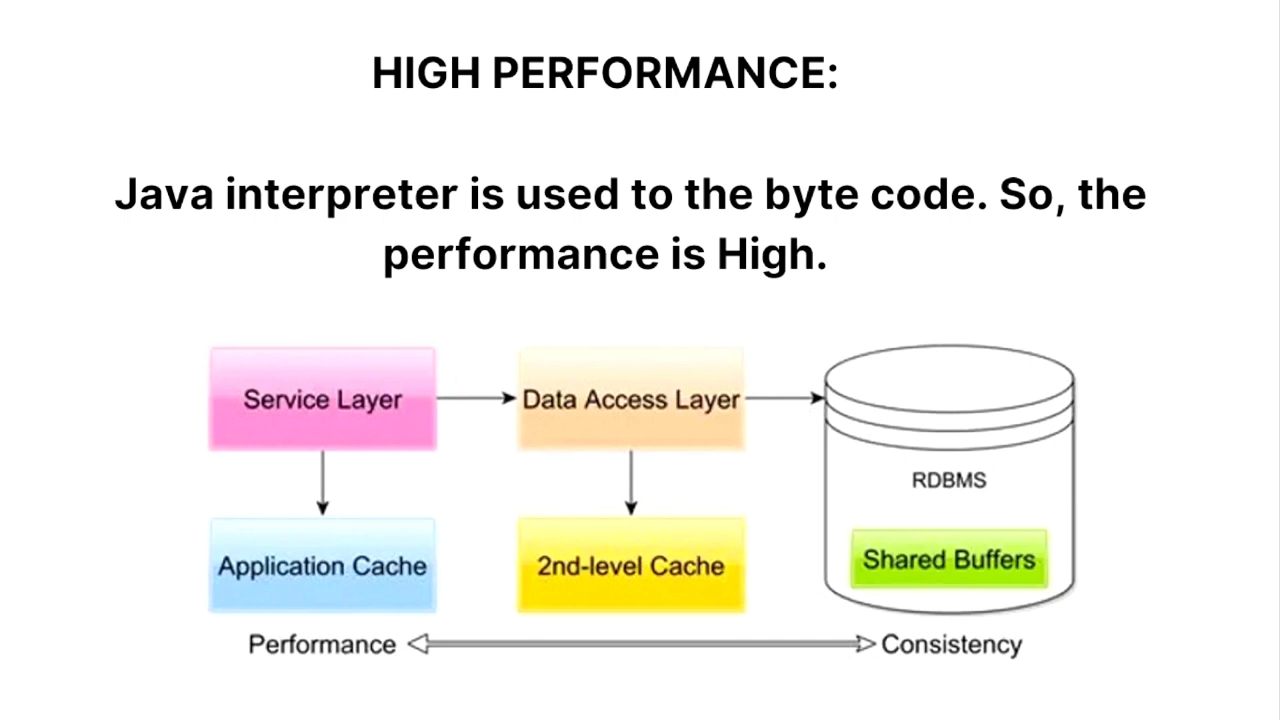 HIGH PERFORMANCE:
Java interpreter is used to the byte code. So, the
performance is High.
Service Layer
Data Access Layer
RDBMS
Application Cache
2nd-level Cache
Shared Buffers
Performance
Consistency